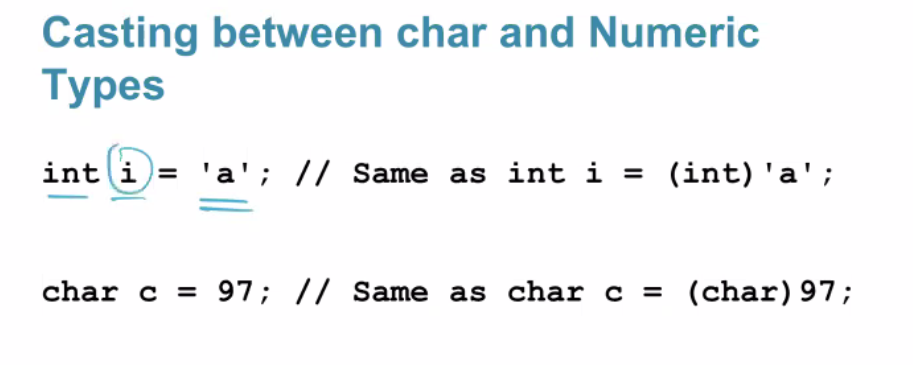 Casting between char and Numeric
Types
int i = 'a'; // Same as int i = (int)'a';
char c = 97; // Same as char c = (char)97;